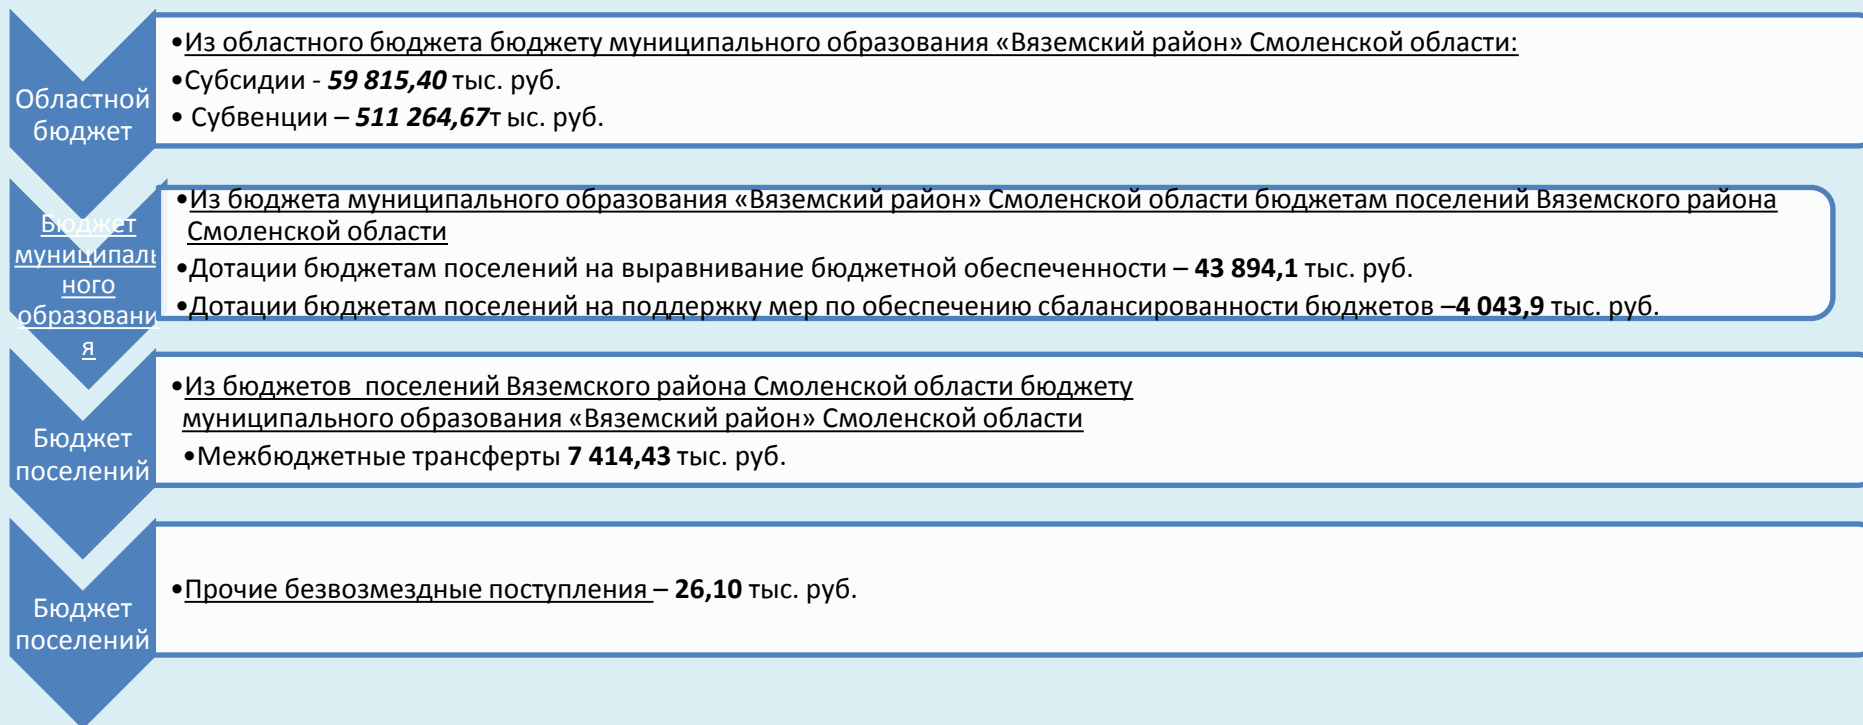 Областной
бюджет
•Из областного бюджета бюджету муниципального образования «Вяземский район» Смоленской области:
•Субсидии - 59 815,40 тыс. руб.
• Субвенции – 511 264,67т ыс. руб.
Бюджет
муниципаль
ного
образовани
я
•Из бюджета муниципального образования «Вяземский район» Смоленской области бюджетам поселений Вяземского района
Смоленской области
•Дотации бюджетам поселений на выравнивание бюджетной обеспеченности – 43 894,1 тыс. руб.
•Дотации бюджетам поселений на поддержку мер по обеспечению сбалансированности бюджетов –4 043,9 тыс. руб.
Бюджет
поселений
•Из бюджетов  поселений Вяземского района Смоленской области бюджету
муниципального образования «Вяземский район» Смоленской области
•Межбюджетные трансферты 7 414,43 тыс. руб.
Бюджет
поселений
•Прочие безвозмездные поступления – 26,10 тыс. руб.